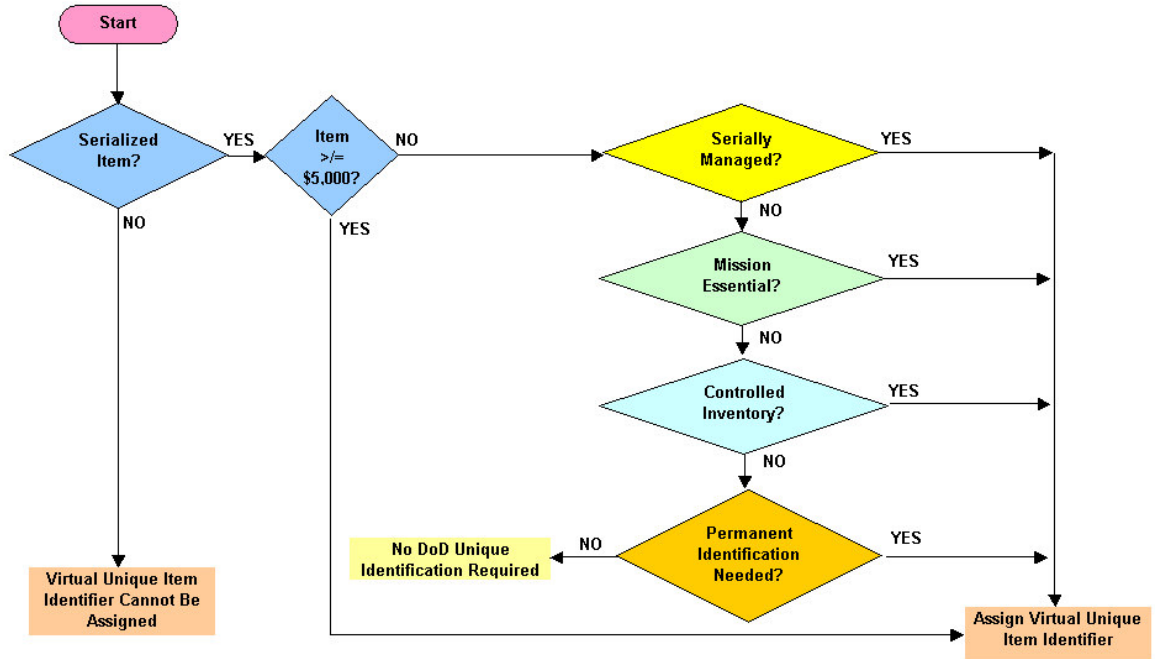 Start
Serialized
Item?
YES
NO
Item
>/=
$5,000?
NO
YES
Serially
Managed?
YES
NO
Mission
Essential?
YES
NO
Controlled
Inventory?
YES
NO
Permanent
Identification
Needed?
YES
NO
No DoD Unique
Identification Required
Virtual Unique Item
Identifier Cannot Be
Assigned
Assign Virtual Unique
Item Identifier